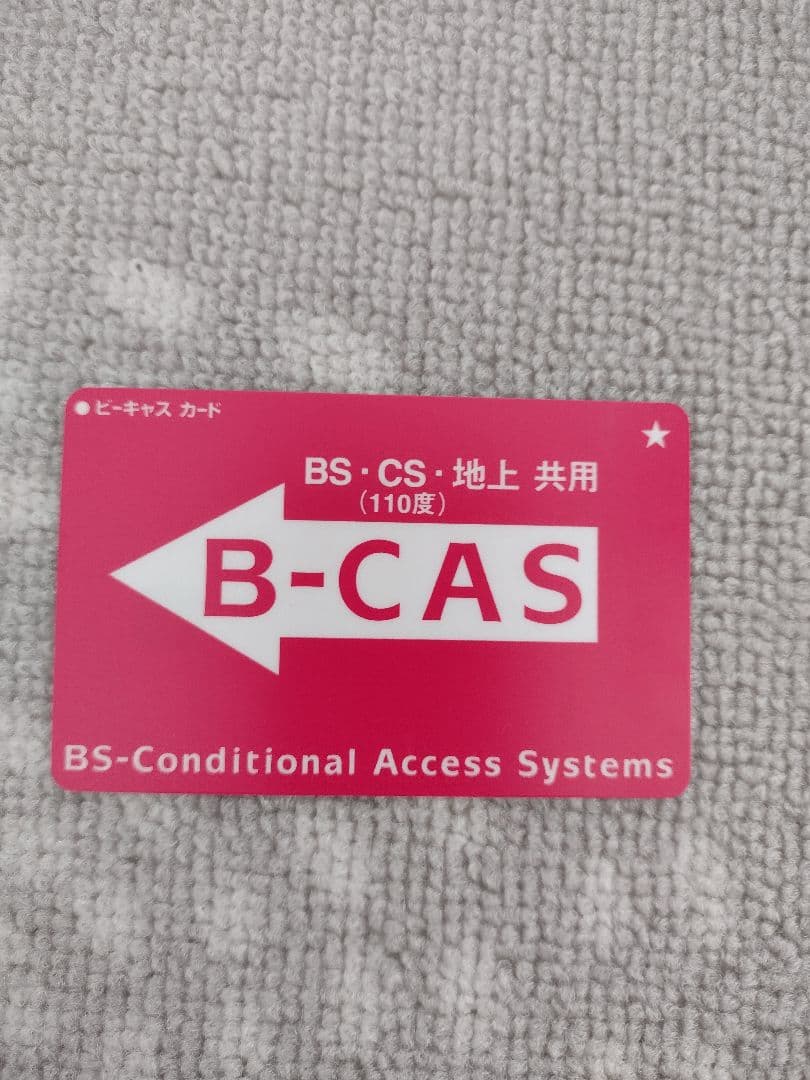 ●ビーキャス カード
★
BS・CS・地上 共用
(110度)
B-CAS
BS-Conditional Access Systems